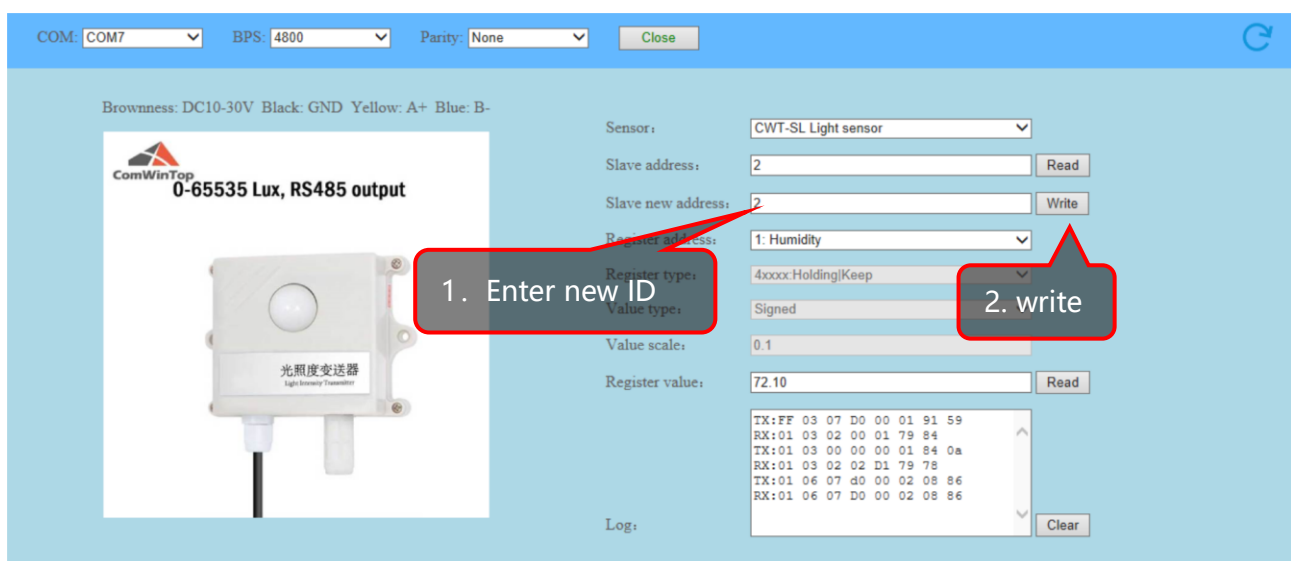 COM: COM7 BPS: 4800 Parity: None Close
Brownness: DC10-30V Black: GND Yellow: A+ Blue: B-
ComWinTop
0-65535 Lux, RS485 output
光照度变送器
Light Intensity Transmitter
Sensor: CWT-SL Light sensor
Slave address: 2 Read
Slave new address: 2 Write
Register address: 1: Humidity
Register type: 4xxxx:Holding|Keep
Value type: Signed
Value scale: 0.1
Register value: 72.10 Read
1. Enter new ID
2. write
TX:FF 03 07 D0 00 01 91 59
RX:01 03 02 00 01 79 84
TX:01 03 00 00 00 01 84 0a
RX:01 03 02 02 D1 79 78
TX:01 06 07 d0 00 02 08 86
RX:01 06 07 D0 00 02 08 86
Log: Clear